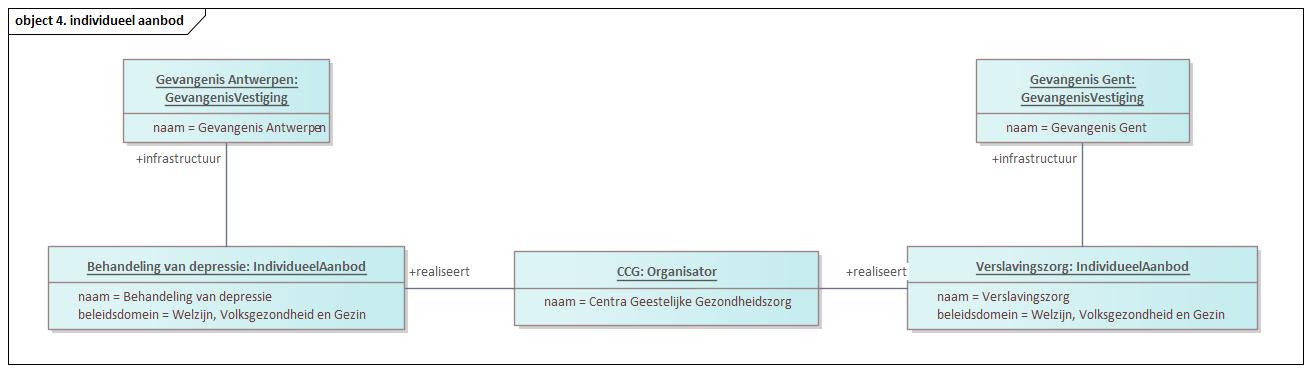 object 4. individueel aanbod
Gevangenis Antwerpen:
GevangenisVestiging
naam = Gevangenis Antwerpen
+infrastructuur
Gevangenis Gent:
GevangenisVestiging
naam = Gevangenis Gent
+infrastructuur
Behandeling van depressie: IndividueelAanbod
naam = Behandeling van depressie
beleidsdomein = Welzijn, Volksgezondheid en Gezin
+realiseert
CCG: Organisator
naam = Centra Geestelijke Gezondheidszorg
+realiseert
Verslavingszorg: IndividueelAanbod
naam = Verslavingszorg
beleidsdomein = Welzijn, Volksgezondheid en Gezin